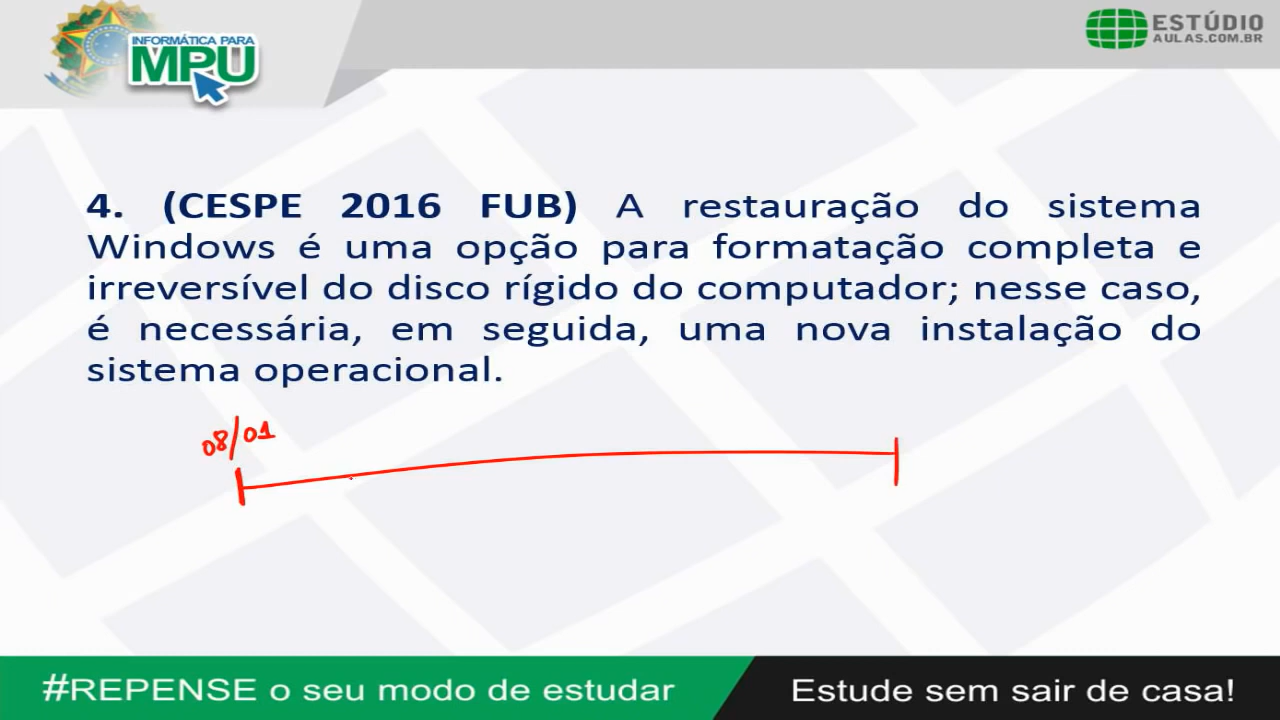 INFORMÁTICA PARA
MPU
ESTÚDIO
AULAS.COM.BR
4. (CESPE 2016 FUB) A restauração do sistema
Windows é uma opção para formatação completa e
irreversível do disco rígido do computador; nesse caso,
é necessária, em seguida, uma nova instalação do
sistema operacional.
08/01
#REPENSE o seu modo de estudar
Estude sem sair de casa!